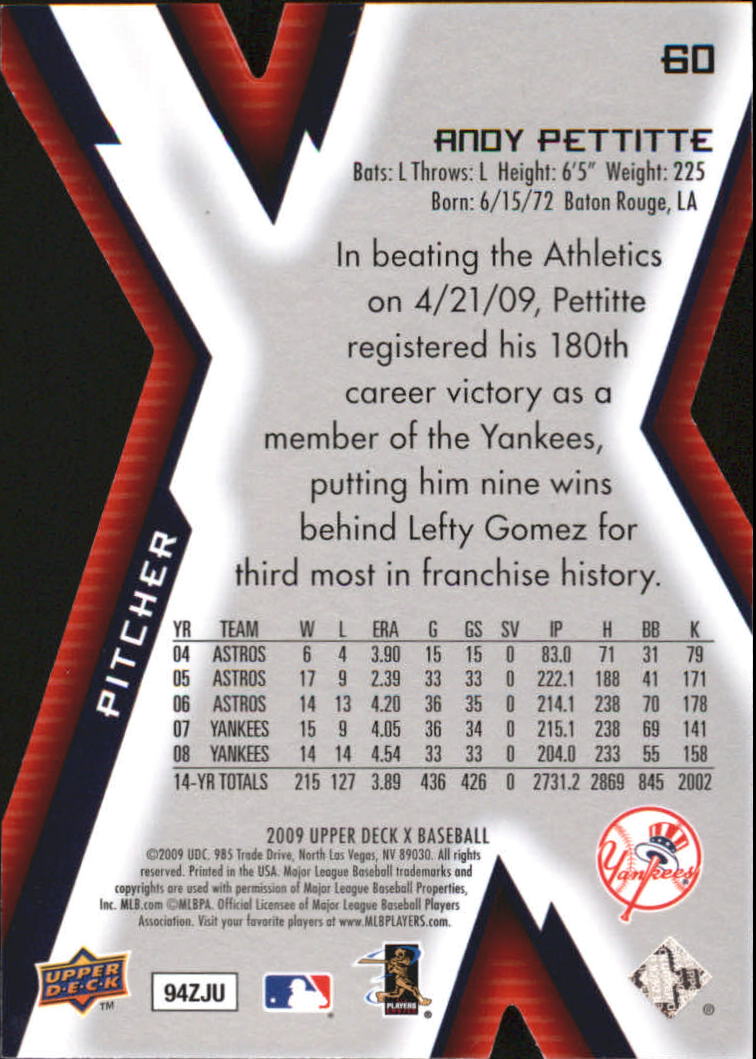 60
ANDY PETTITTE
Bats: L Throws: L Height: 6'5" Weight: 225
Born: 6/15/72 Baton Rouge, LA
In beating the Athletics
on 4/21/09, Pettitte
registered his 180th
career victory as a
member of the Yankees,
putting him nine wins
behind Lefty Gomez for
third most in franchise history.
PITCHER
YR TEAM W L ERA G GS SV IP H BB K
04 ASTROS 6 4 3.90 15 15 0 83.0 71 31 79
05 ASTROS 17 9 2.39 33 33 0 222.1 188 41 171
06 ASTROS 14 13 4.20 36 35 0 214.1 238 70 178
07 YANKEES 15 9 4.05 36 34 0 215.1 238 69 141
08 YANKEES 14 14 4.54 33 33 0 204.0 233 55 158
14-YR TOTALS 215 127 3.89 436 426 0 2731.2 2869 845 2002
2009 UPPER DECK X BASEBALL
©2009 UDC. 985 Trade Drive, North Las Vegas, NV 89030. All rights
reserved. Printed in the USA. Major League Baseball trademarks and
copyrights are used with permission of Major League Baseball Properties,
Inc. MLB.com ©MLBPA. Official Licensee of Major League Baseball Players
Association. Visit your favorite players at www.MLBPLAYERS.com.
Yankees
UPPER
D·E·C·K
TM
94ZJU
®
PLAYERS
®
®